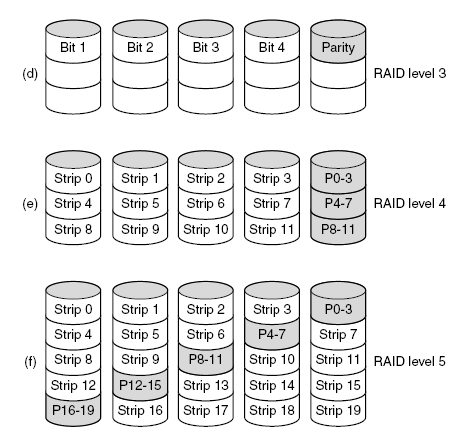 Bit 1 Bit 2 Bit 3 Bit 4 Parity
(d) RAID level 3
Strip 0 Strip 1 Strip 2 Strip 3 P0-3
(e) Strip 4 Strip 5 Strip 6 Strip 7 P4-7 RAID level 4
Strip 8 Strip 9 Strip 10 Strip 11 P8-11
Strip 0 Strip 1 Strip 2 Strip 3 P0-3
Strip 4 Strip 5 Strip 6 P4-7 Strip 7
(f) Strip 8 Strip 9 P8-11 Strip 10 Strip 11 RAID level 5
Strip 12 P12-15 Strip 13 Strip 14 Strip 15
P16-19 Strip 16 Strip 17 Strip 18 Strip 19